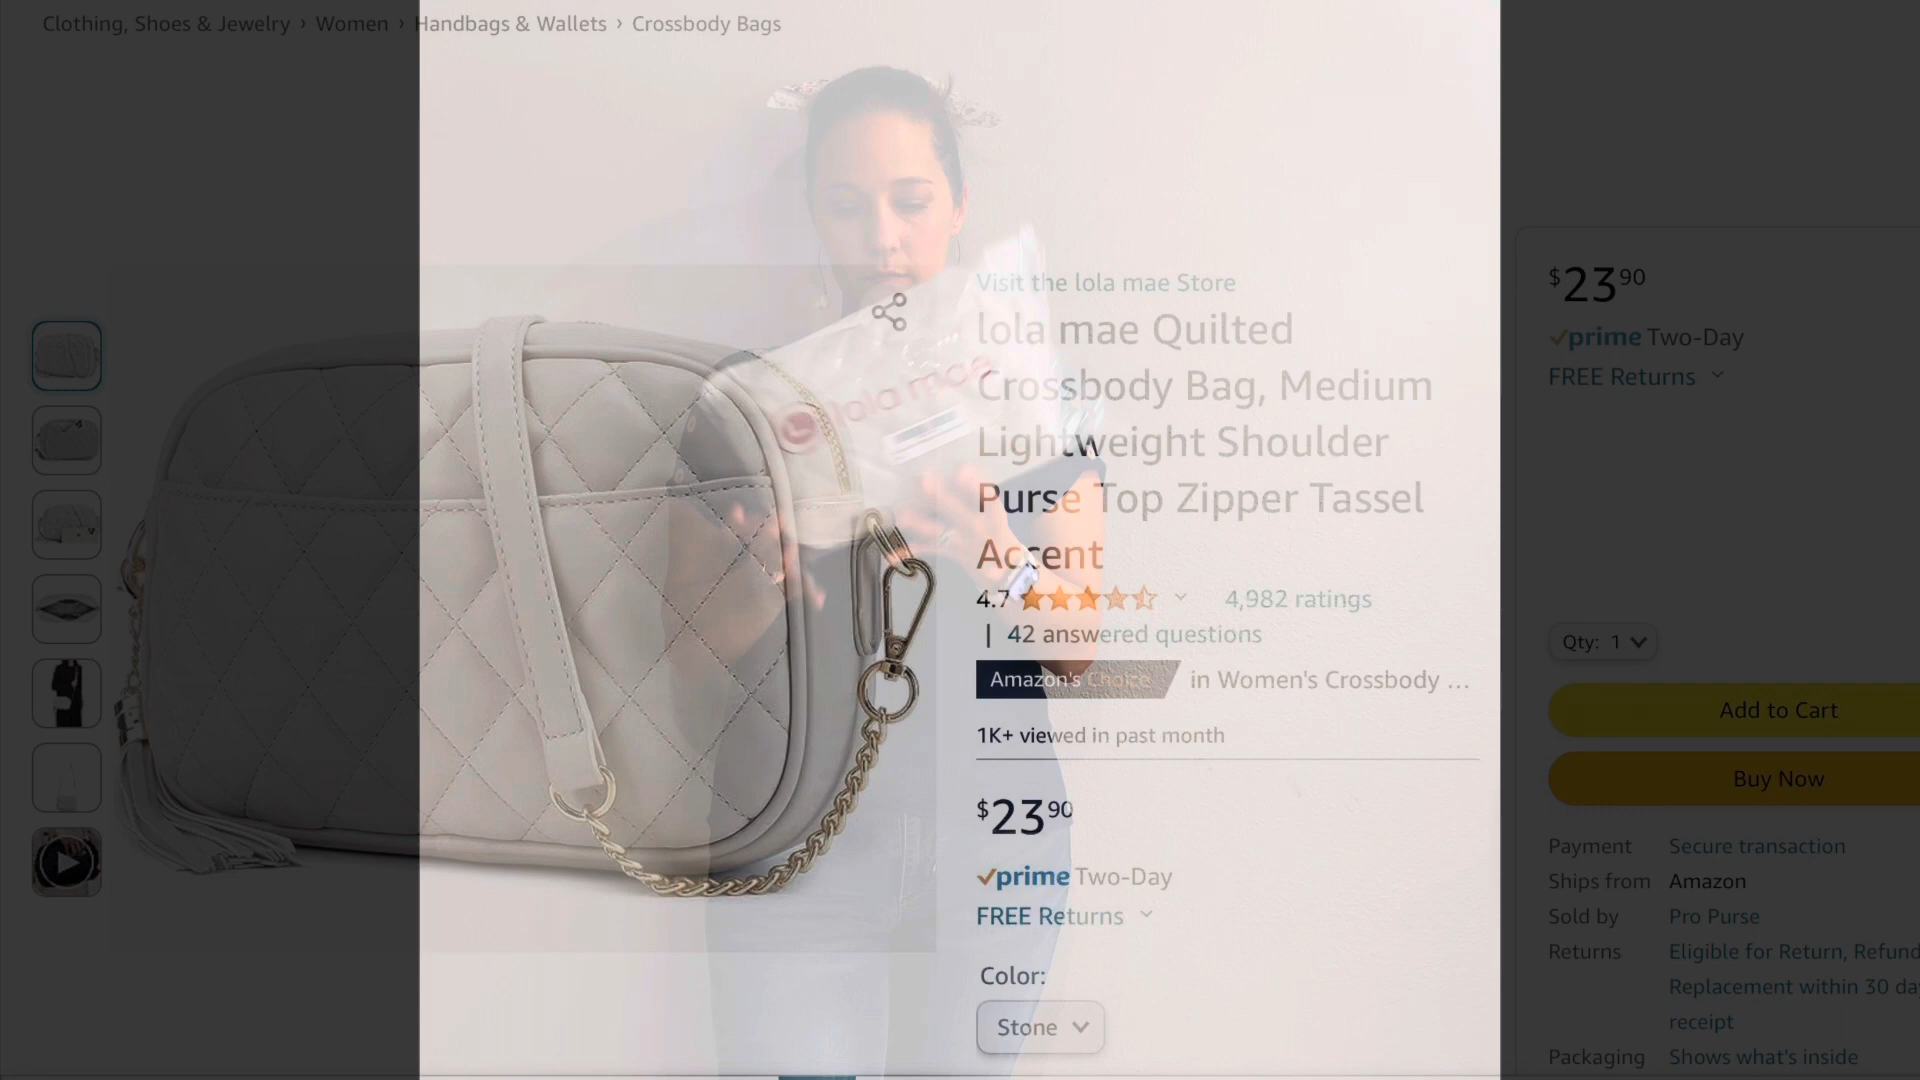 Clothing, Shoes & Jewelry › Women › Handbags & Wallets › Crossbody Bags
Visit the lola mae Store
lola mae Quilted
Crossbody Bag, Medium
Lightweight Shoulder
Purse Top Zipper Tassel
Accent
4.7 4,982 ratings
| 42 answered questions
Amazon's Choice in Women's Crossbody ...
1K+ viewed in past month
$23 90
prime Two-Day
FREE Returns
Color:
Stone
lola mae
$23 90
prime Two-Day
FREE Returns
Qty: 1
Add to Cart
Buy Now
Payment Secure transaction
Ships from Amazon
Sold by Pro Purse
Returns Eligible for Return, Refund
Replacement within 30 da
receipt
Packaging Shows what's inside